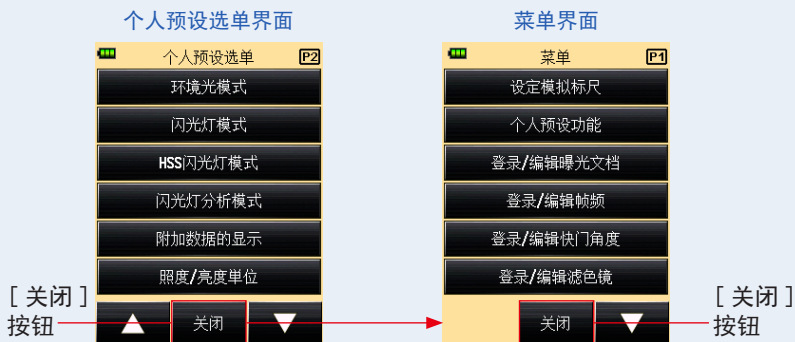 个人预设选单界面
个人预设选单 P2
环境光模式
闪光灯模式
HSS闪光灯模式
闪光灯分析模式
附加数据的显示
照度/亮度単位
关闭
[ 关闭 ]
按钮
菜单界面
菜单 P1
设定模拟标尺
个人预设功能
登录/编辑曝光文档
登录/编辑帧频
登录/编辑快门角度
登录/编辑滤色镜
关闭
[ 关闭 ]
按钮